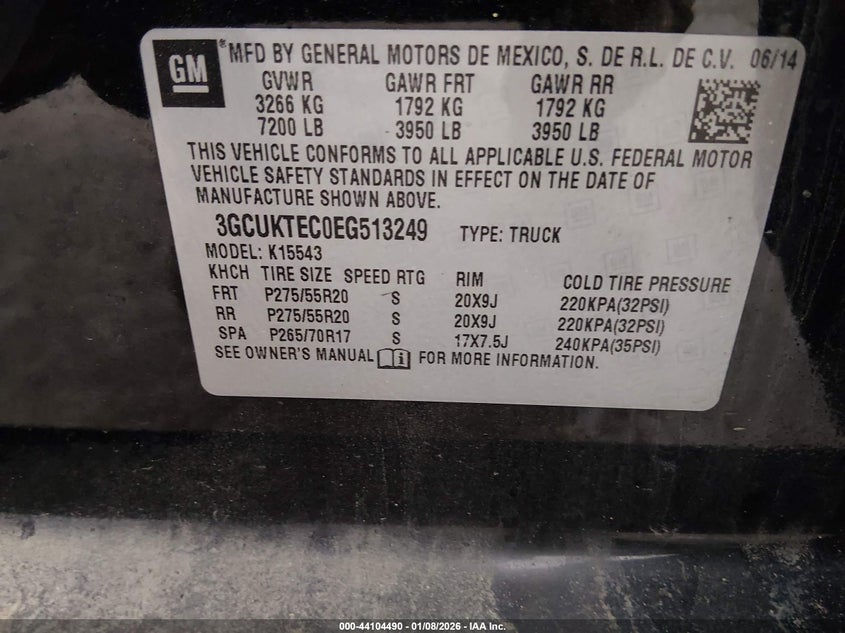 GM
*MFD BY GENERAL MOTORS DE MEXICO, S. DE R.L. DE C.V. 06/14
GVWR GAWR FRT GAWR RR
3266 KG 1792 KG 1792 KG
7200 LB 3950 LB 3950 LB
THIS VEHICLE CONFORMS TO ALL APPLICABLE U.S. FEDERAL MOTOR
VEHICLE SAFETY STANDARDS IN EFFECT ON THE DATE OF
MANUFACTURE SHOWN ABOVE.
3GCUKTEC0EG513249 TYPE: TRUCK
MODEL: K15543
KHCH TIRE SIZE SPEED RTG RIM COLD TIRE PRESSURE
FRT P275/55R20 S 20X9J 220KPA(32PSI)
RR P275/55R20 S 20X9J 220KPA(32PSI)
SPA P265/70R17 S 17X7.5J 240KPA(35PSI)
SEE OWNER'S MANUAL FOR MORE INFORMATION.
000-44104490 - 01/08/2026 - IAA Inc.